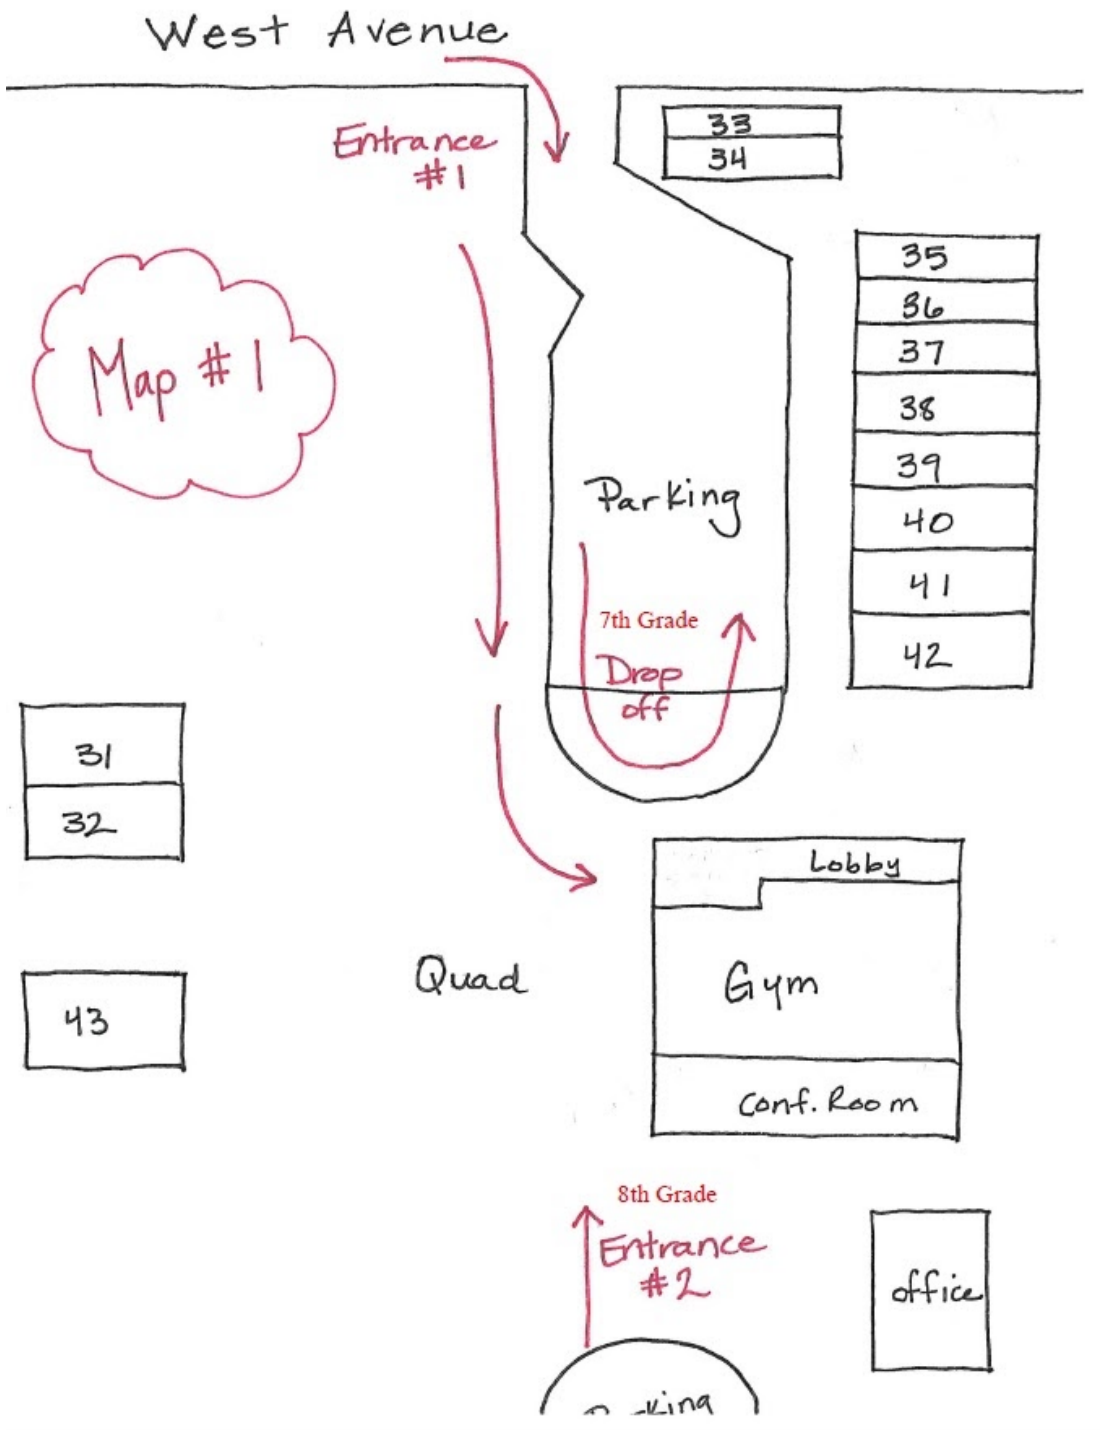 West Avenue
Entrance
#1
33
34
35
36
37
38
39
40
41
42
Map #1
Parking
7th Grade
Drop
off
31
32
43
Lobby
Quad
Gym
Conf. Room
8th Grade
Entrance
#2
office
Parking